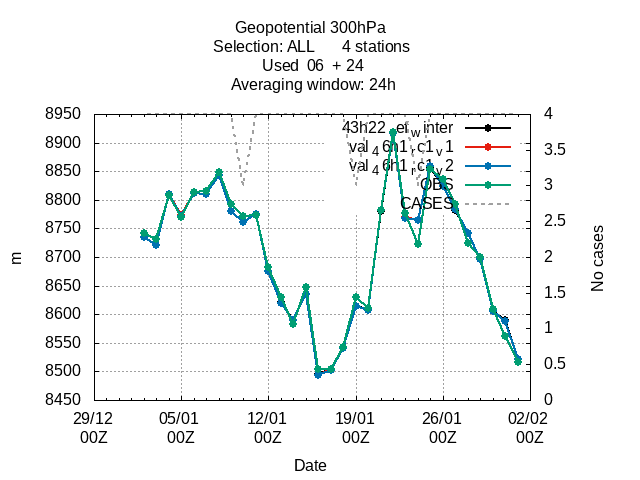 Geopotential 300hPa
Selection: ALL 4 stations
Used 06 + 24
Averaging window: 24h
8950
8900
8850
8800
8750
8700
8650
8600
8550
8500
8450
m
4
3.5
3
2.5
2
1.5
1
0.5
0
No cases
43h22_el_winter
val_46h1_rc1_v1
val_46h1_rc1_v2
OBS
CASES
29/12 05/01 12/01 19/01 26/01 02/02
00Z 00Z 00Z 00Z 00Z 00Z
Date